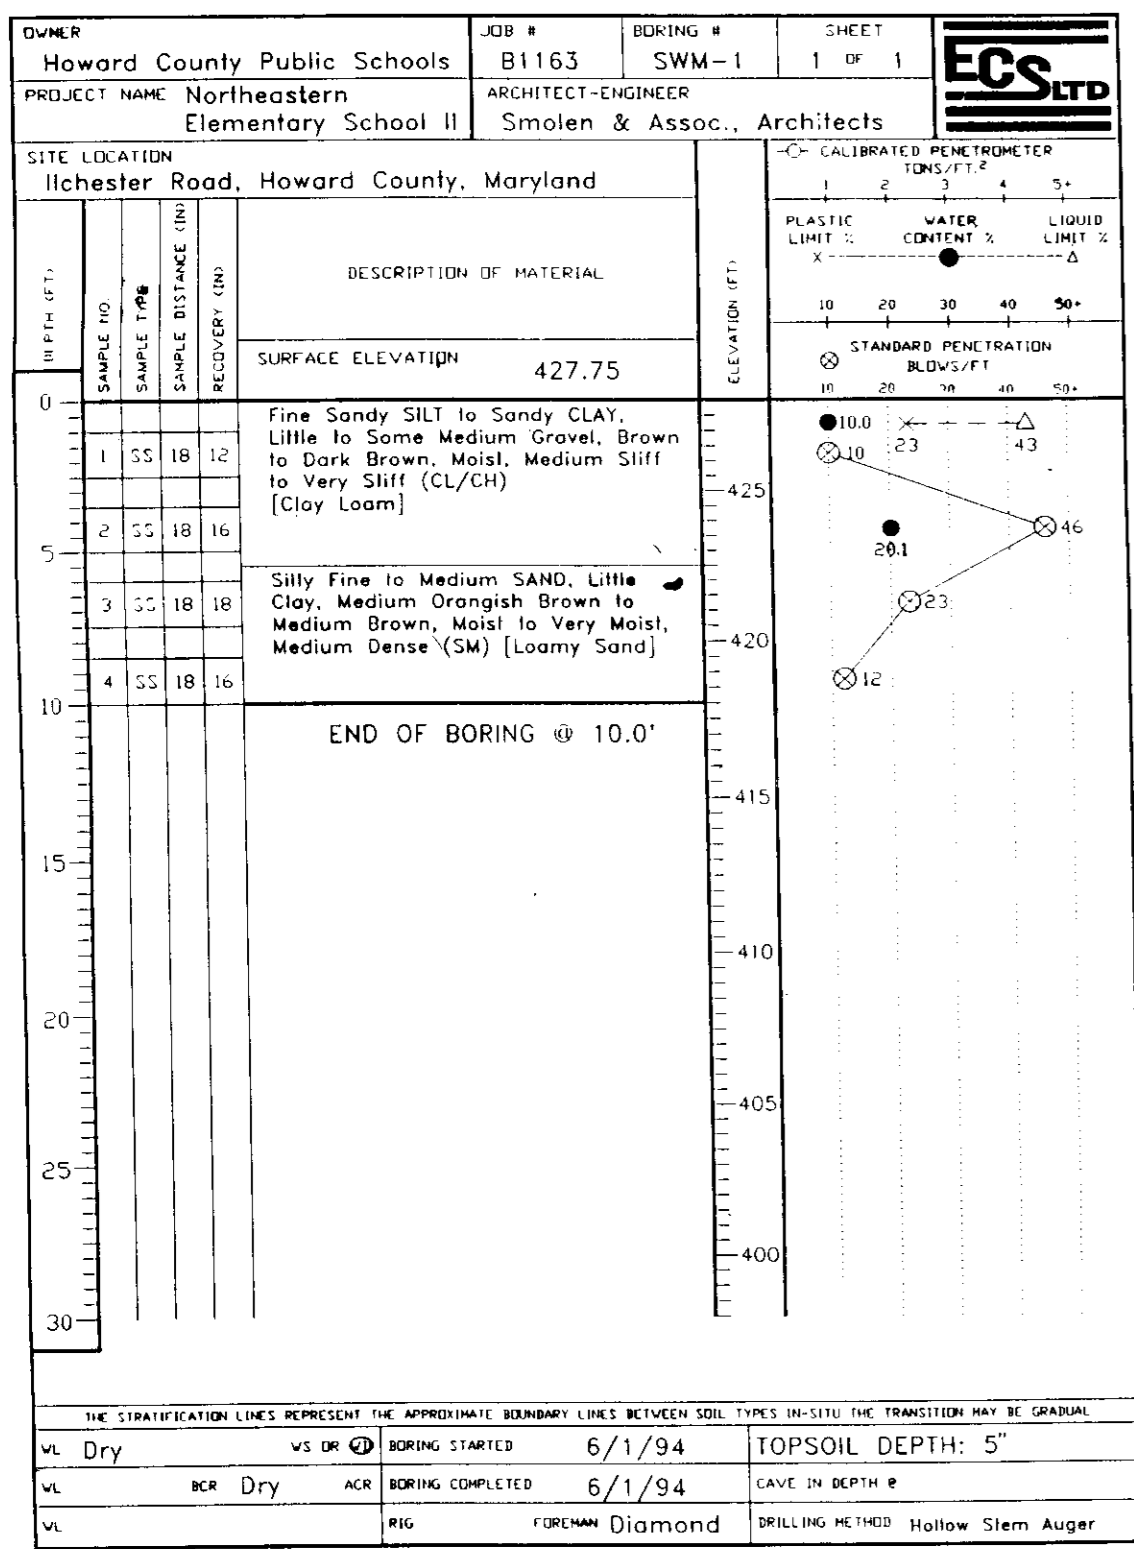 OWNER
Howard County Public Schools
JOB #
B1163
BORING #
SWM-1
SHEET
1 OF 1
ECS LTD
PROJECT NAME Northeastern
Elementary School II
ARCHITECT-ENGINEER
Smolen & Assoc., Architects
SITE LOCATION
Ilchester Road, Howard County, Maryland
-O- CALIBRATED PENETROMETER
TONS/FT.²
1 2 3 4 5+
PLASTIC WATER LIQUID
LIMIT % CONTENT % LIMIT %
X ● Δ
10 20 30 40 50+
⊗ STANDARD PENETRATION
BLOWS/FT
10 20 30 40 50+
DEPTH (FT)
SAMPLE NO.
SAMPLE TYPE
SAMPLE DISTANCE (IN)
RECOVERY (IN)
DESCRIPTION OF MATERIAL
ELEVATION (FT)
SURFACE ELEVATION 427.75
0
Fine Sandy SILT to Sandy CLAY,
Little to Some Medium Gravel, Brown
to Dark Brown, Moist, Medium Stiff
to Very Stiff (CL/CH)
[Clay Loam]
1 SS 18 12
2 SS 18 16
5
Silty Fine to Medium SAND, Little
Clay, Medium Orangish Brown to
Medium Brown, Moist to Very Moist,
Medium Dense (SM) [Loamy Sand]
3 SS 18 18
4 SS 18 16
10
END OF BORING @ 10.0'
15
20
25
30
425
420
415
410
405
400
10.0
23
43
10
46
20.1
23
12
THE STRATIFICATION LINES REPRESENT THE APPROXIMATE BOUNDARY LINES BETWEEN SOIL TYPES IN-SITU THE TRANSITION MAY BE GRADUAL
WL Dry WS OR WD BORING STARTED 6/1/94 TOPSOIL DEPTH: 5"
WL BCR Dry ACR BORING COMPLETED 6/1/94 CAVE IN DEPTH @
WL RIG FOREMAN Diamond DRILLING METHOD Hollow Stem Auger